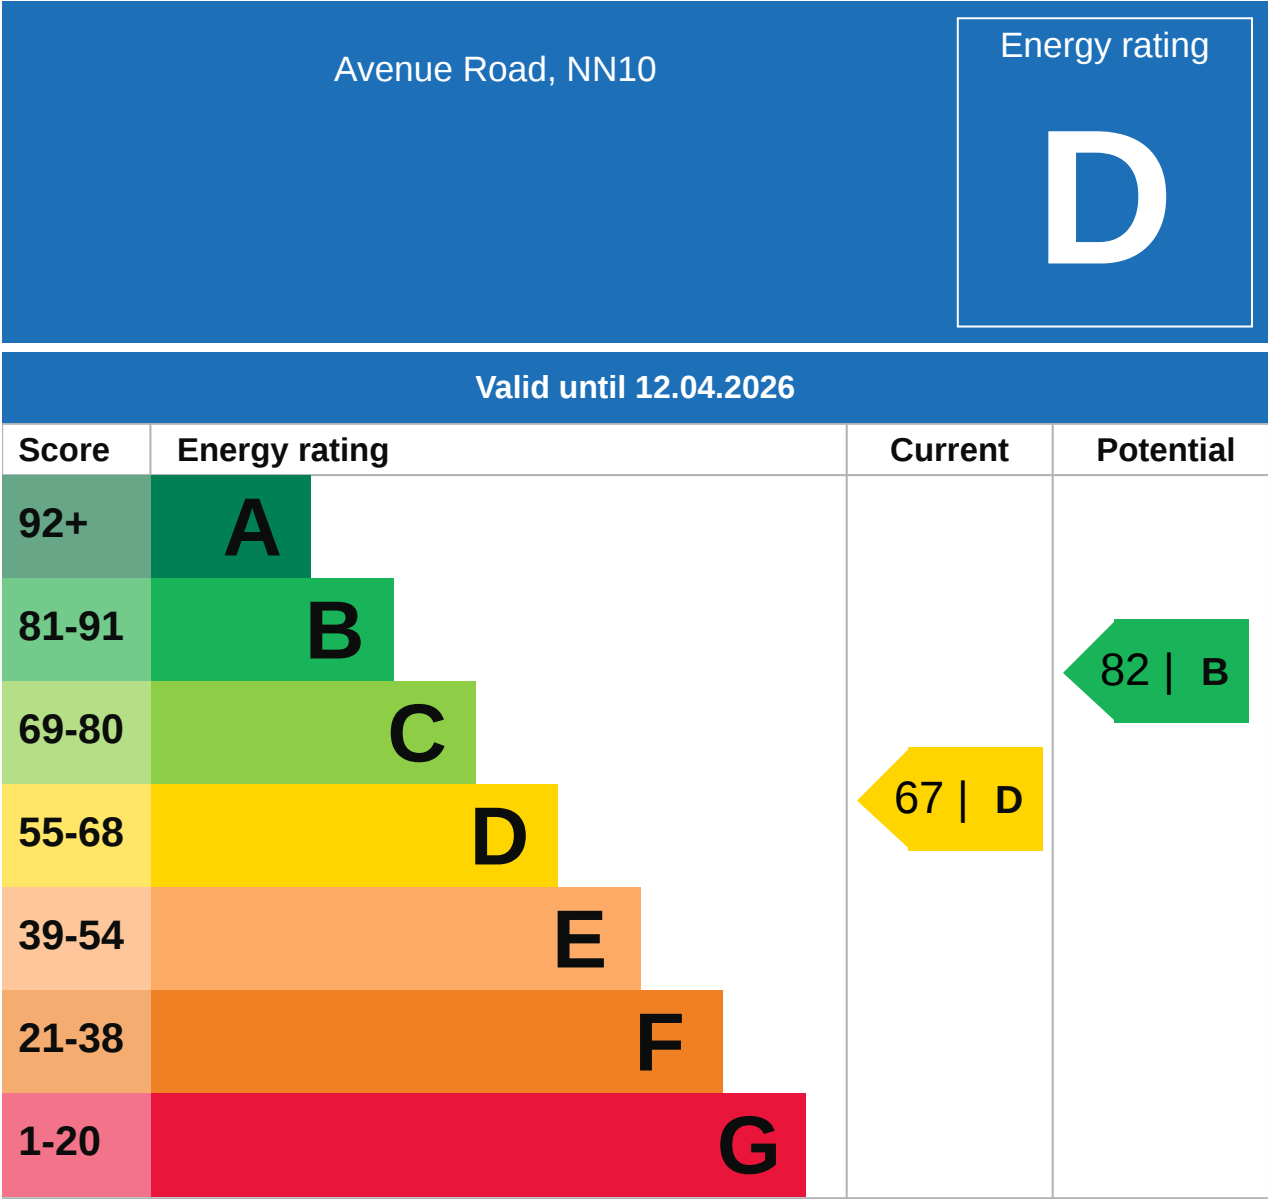 Avenue Road, NN10
Energy rating
D
Valid until 12.04.2026
Score Energy rating Current Potential
92+ A
81-91 B
82 | B
69-80 C
55-68 D
67 | D
39-54 E
21-38 F
1-20 G